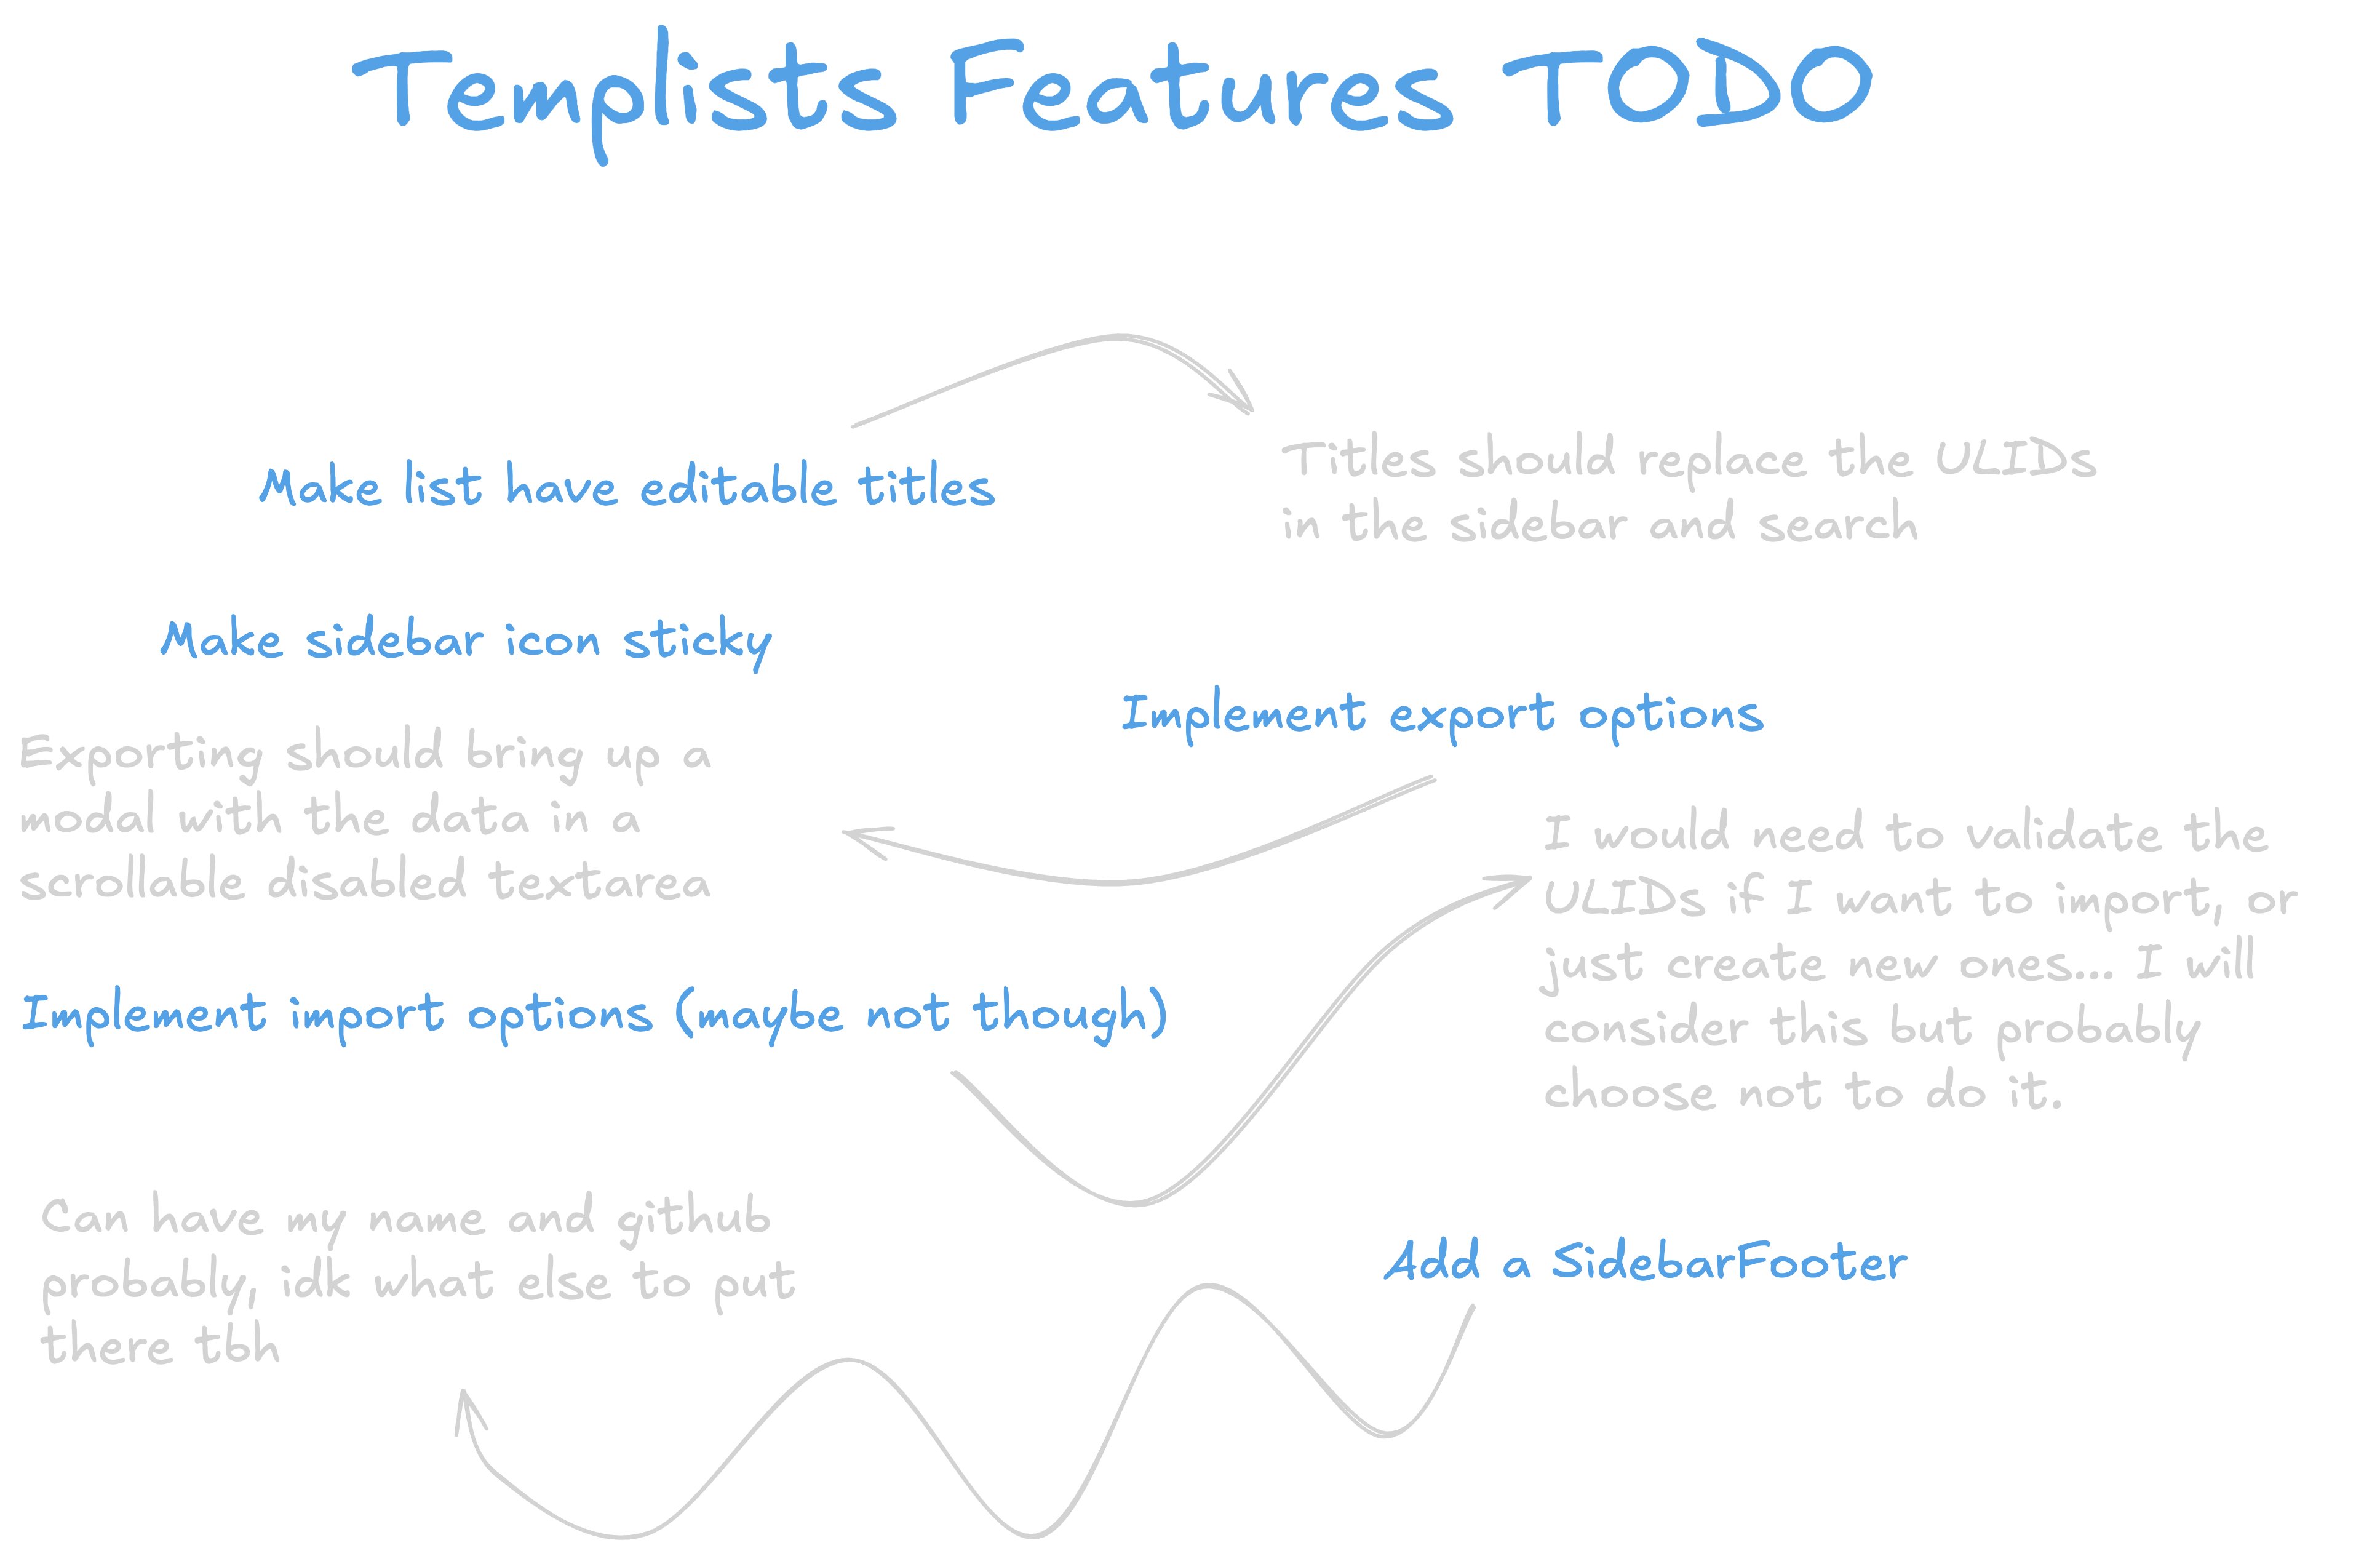 Templists Features TODO
Make list have editable titles
Titles should replace the ULIDs
in the sidebar and search
Make sidebar icon sticky
Implement export options
Exporting should bring up a
modal with the data in a
scrollable disabled textarea
Implement import options (maybe not though)
I would need to validate the
ULIDs if I want to import, or
just create new ones... I will
consider this but probably
choose not to do it.
Add a SidebarFooter
Can have my name and github
probably, idk what else to put
there tbh